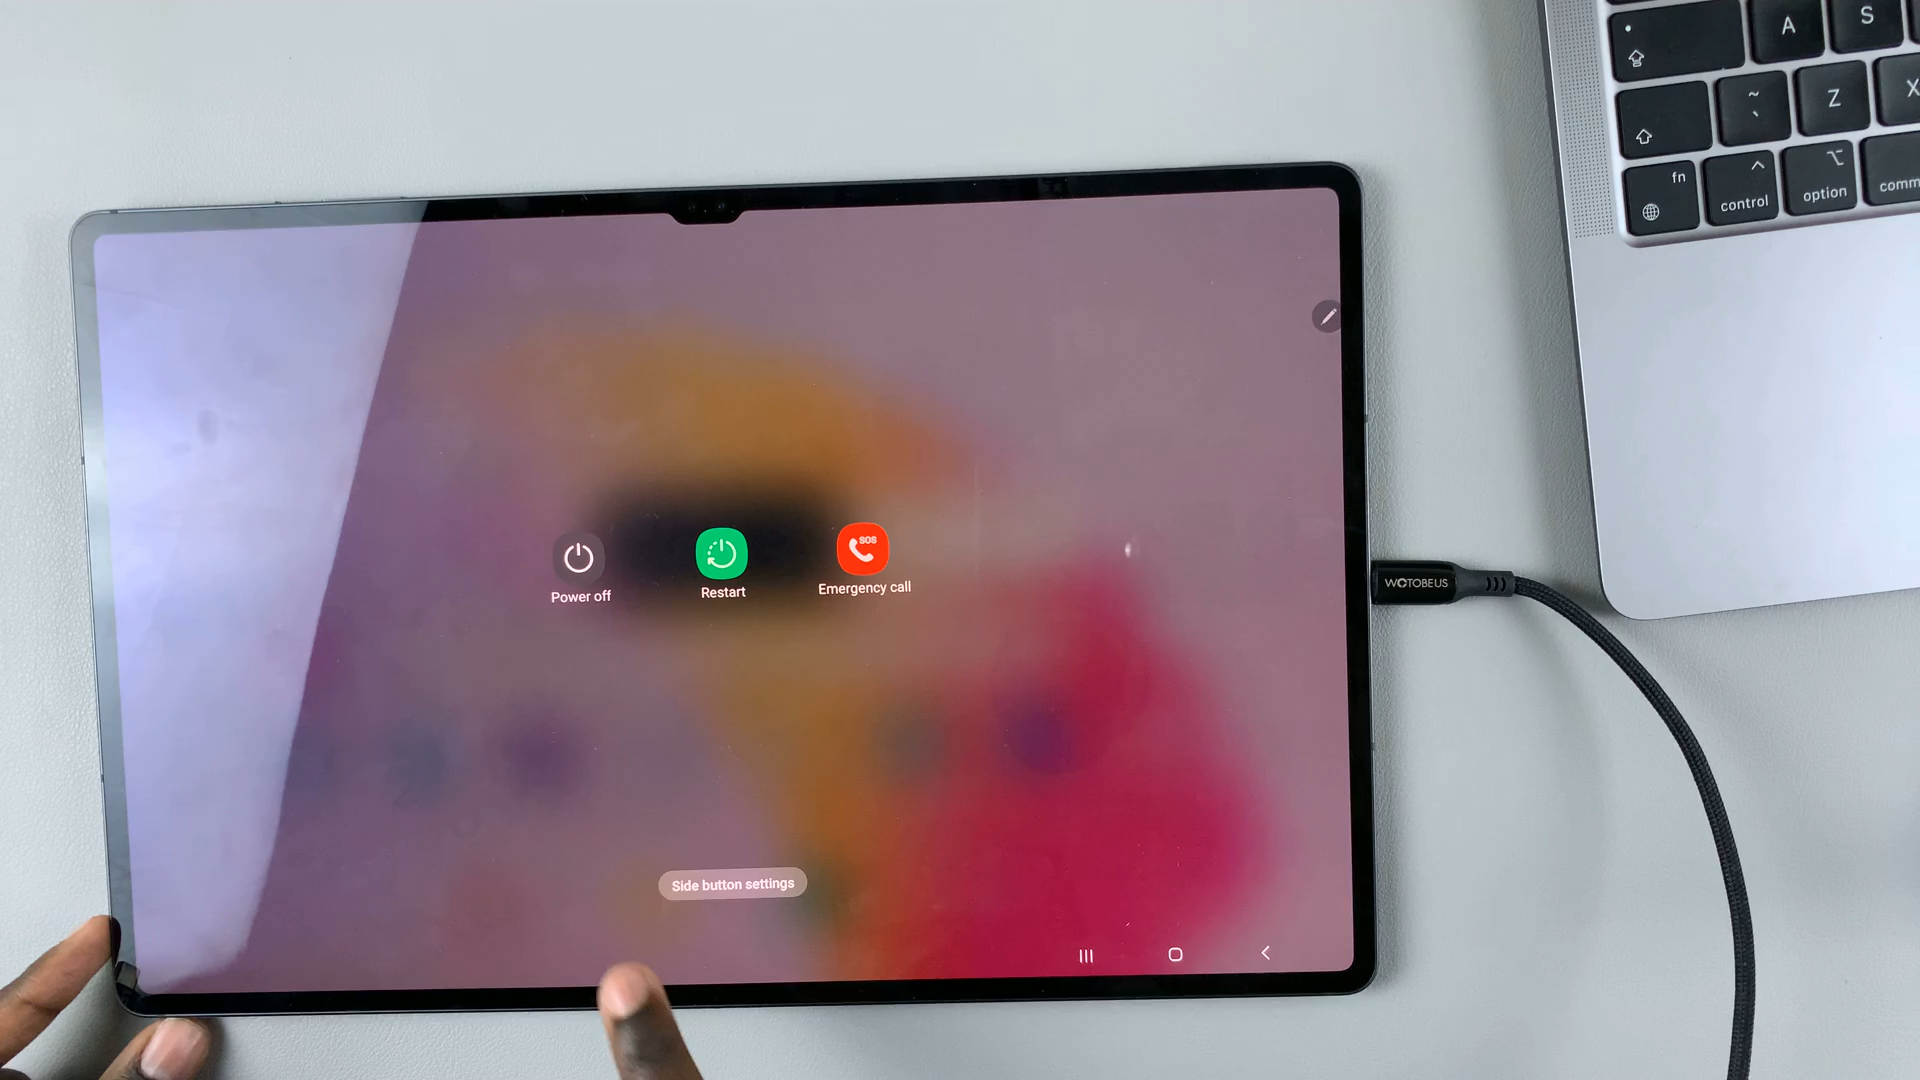 A
S
~
`
Z
X
fn
^
control
⌥
option
comm
WOTOBEUS
SOS
Power off
Restart
Emergency call
Side button settings